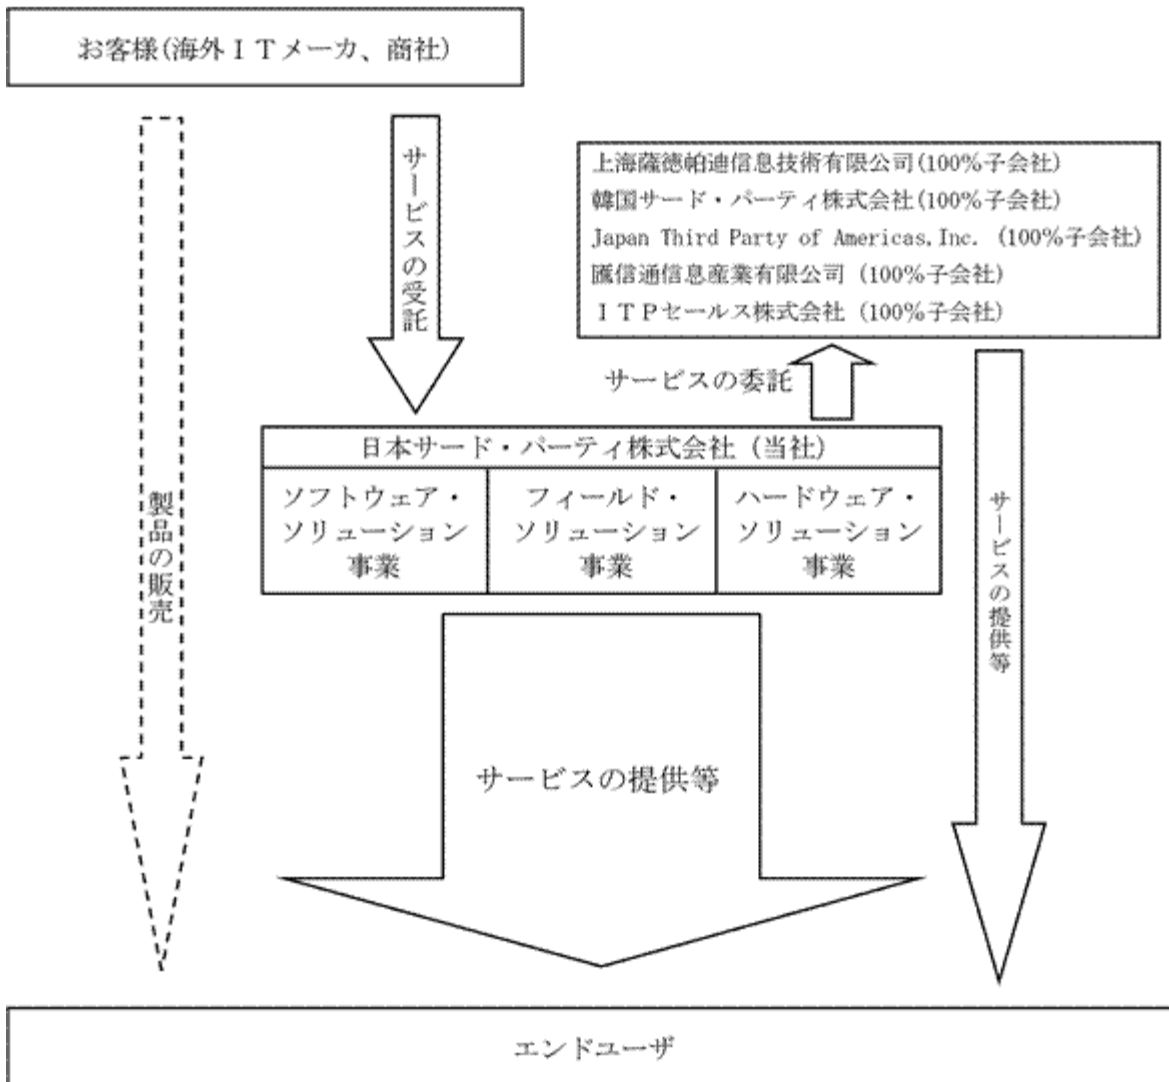 お客様(海外ＩＴメーカ、商社)
サービスの受託
上海薩徳帕迪信息技術有限公司(100%子会社)
韓国サード・パーティ株式会社(100%子会社)
Japan Third Party of Americas,Inc. (100%子会社)
匯信通信息産業有限公司 (100%子会社)
ＩＴＰセールス株式会社 (100%子会社)
サービスの委託
日本サード・パーティ株式会社 (当社)
ソフトウェア・
ソリューション
事業
フィールド・
ソリューション
事業
ハードウェア・
ソリューション
事業
製品の販売
サービスの提供等
サービスの提供等
エンドユーザ